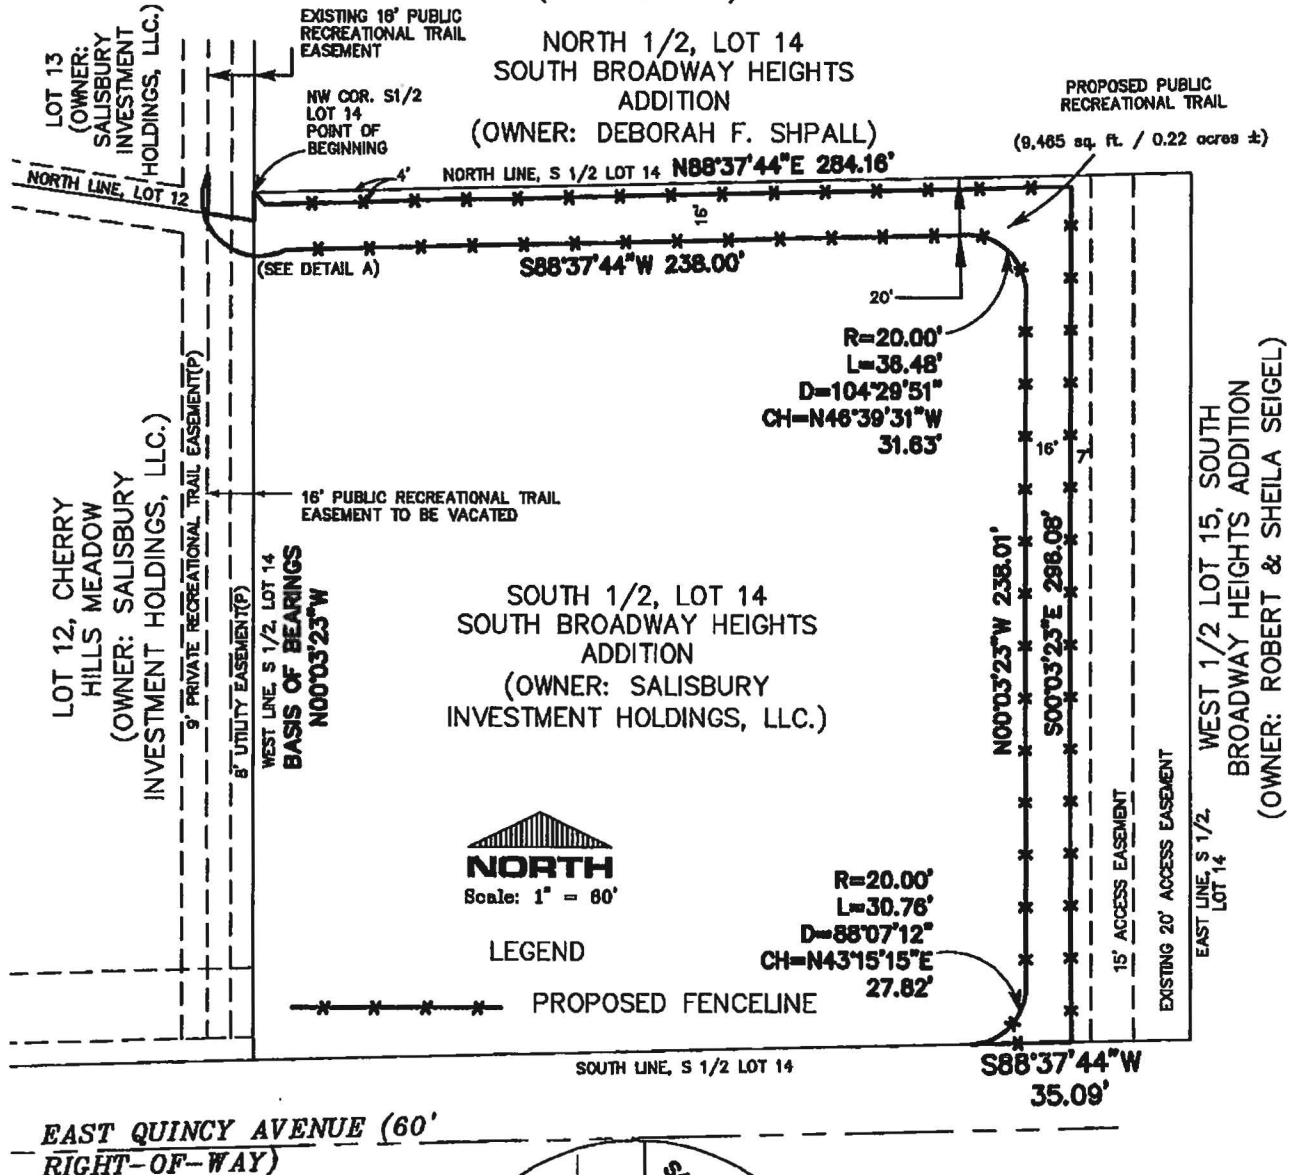 EXISTING 16' PUBLIC
RECREATIONAL TRAIL
EASEMENT
LOT 13
(OWNER:
SALISBURY
INVESTMENT
HOLDINGS, LLC.)
NORTH 1/2, LOT 14
SOUTH BROADWAY HEIGHTS
ADDITION
(OWNER: DEBORAH F. SHPALL)
PROPOSED PUBLIC
RECREATIONAL TRAIL
(9,465 sq. ft. / 0.22 acres ±)
NW COR. S1/2
LOT 14
POINT OF
BEGINNING
NORTH LINE, LOT 12
4'
NORTH LINE, S 1/2 LOT 14
N88°37'44"E 284.16'
16'
(SEE DETAIL A)
S88°37'44"W 238.00'
20'
R=20.00'
L=36.48'
D=104°29'51"
CH=N46°39'31"W
31.63'
16'
7'
9' PRIVATE RECREATIONAL TRAIL EASEMENT(P)
16' PUBLIC RECREATIONAL TRAIL
EASEMENT TO BE VACATED
LOT 12, CHERRY
HILLS MEADOW
(OWNER: SALISBURY
INVESTMENT HOLDINGS, LLC.)
8' UTILITY EASEMENT(P)
WEST LINE, S 1/2, LOT 14
BASIS OF BEARINGS
N00°03'23"W
SOUTH 1/2, LOT 14
SOUTH BROADWAY HEIGHTS
ADDITION
(OWNER: SALISBURY
INVESTMENT HOLDINGS, LLC.)
N00°03'23"W 238.01'
S00°03'23"E 296.08'
WEST 1/2 LOT 15, SOUTH
BROADWAY HEIGHTS ADDITION
(OWNER: ROBERT & SHEILA SEIGEL)
15' ACCESS EASEMENT
EXISTING 20' ACCESS EASEMENT
EAST LINE, S 1/2,
LOT 14
NORTH
Scale: 1" = 60'
LEGEND
PROPOSED FENCELINE
R=20.00'
L=30.76'
D=88°07'12"
CH=N43°15'15"E
27.82'
SOUTH LINE, S 1/2 LOT 14
S88°37'44"W
35.09'
EAST QUINCY AVENUE (60'
RIGHT-OF-WAY)